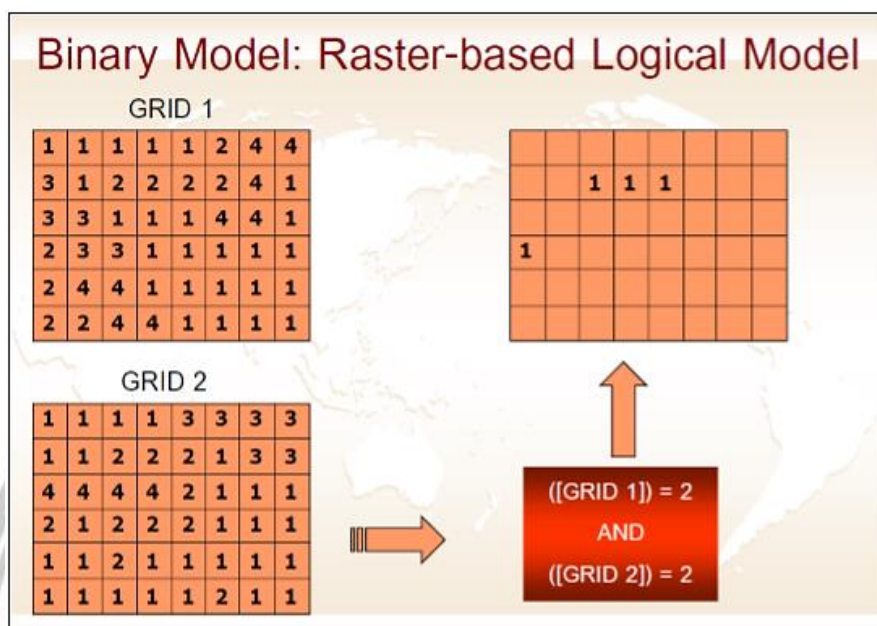 Binary Model: Raster-based Logical Model
GRID 1
1 1 1 1 1 2 4 4
3 1 2 2 2 2 4 1
3 3 1 1 1 4 4 1
2 3 3 1 1 1 1 1
2 4 4 1 1 1 1 1
2 2 4 4 1 1 1 1
1 1 1
1
GRID 2
1 1 1 1 3 3 3 3
1 1 2 2 2 1 3 3
4 4 4 4 2 1 1 1
2 1 2 2 2 1 1 1
1 1 2 1 1 1 1 1
1 1 1 1 1 2 1 1
([GRID 1]) = 2
AND
([GRID 2]) = 2